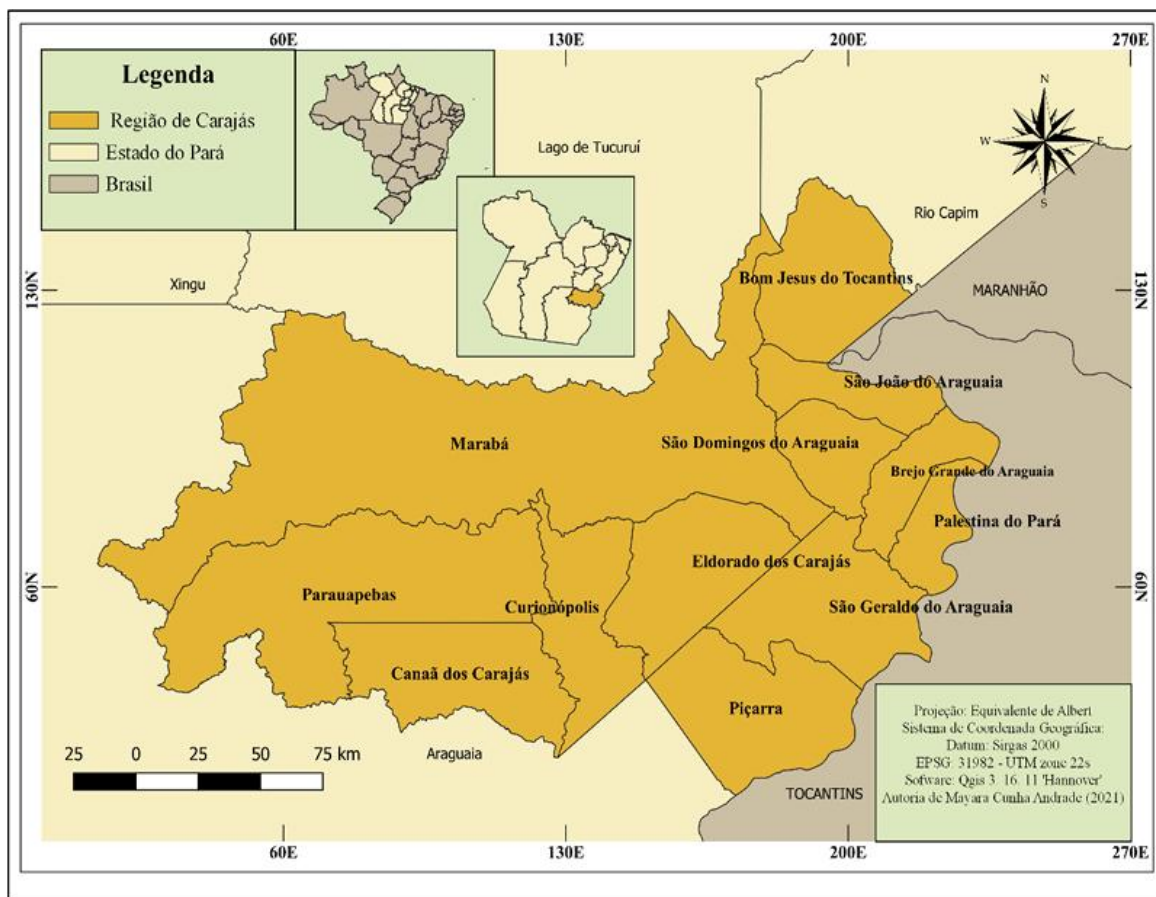 60E
130E
200E
270E
Legenda
Região de Carajás
Estado do Pará
Brasil
Lago de Tucuruí
N
W
E
S
Rio Capim
Xingu
130N
130N
Bom Jesus do Tocantins
MARANHÃO
São João do Araguaia
Marabá
São Domingos do Araguaia
Brejo Grande do Araguaia
Palestina do Pará
Eldorado dos Carajás
60N
60N
Parauapebas
Curionópolis
São Geraldo do Araguaia
Canaã dos Carajás
Piçarra
Araguaia
25 0 25 50 75 km
TOCANTINS
Projeção: Equivalente de Albert
Sistema de Coordenada Geográfica:
Datum: Sirgas 2000
EPSG: 31982 - UTM zone 22s
Sofware: Qgis 3. 16. 11 'Hannover'
Autoria de Mayara Cunha Andrade (2021)
60E
130E
200E
270E